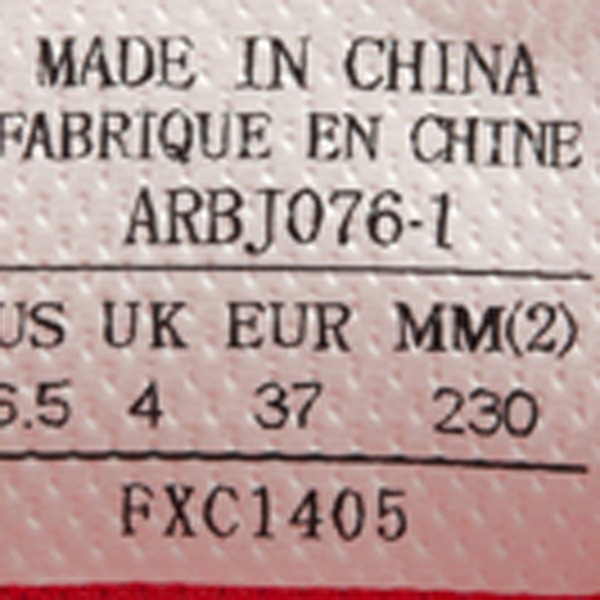 MADE IN CHINA
FABRIQUE EN CHINE
ARBJ076-1
US UK EUR MM(2)
6.5 4 37 230
FXC1405